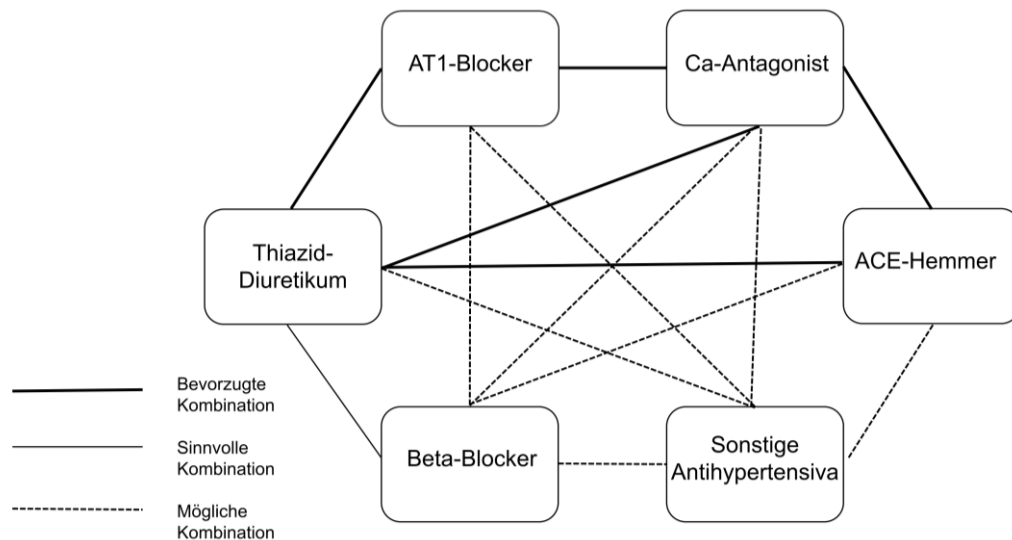 AT1-Blocker
Ca-Antagonist
Thiazid-
Diuretikum
ACE-Hemmer
Beta-Blocker
Sonstige
Antihypertensiva
Bevorzugte
Kombination
Sinnvolle
Kombination
Mögliche
Kombination